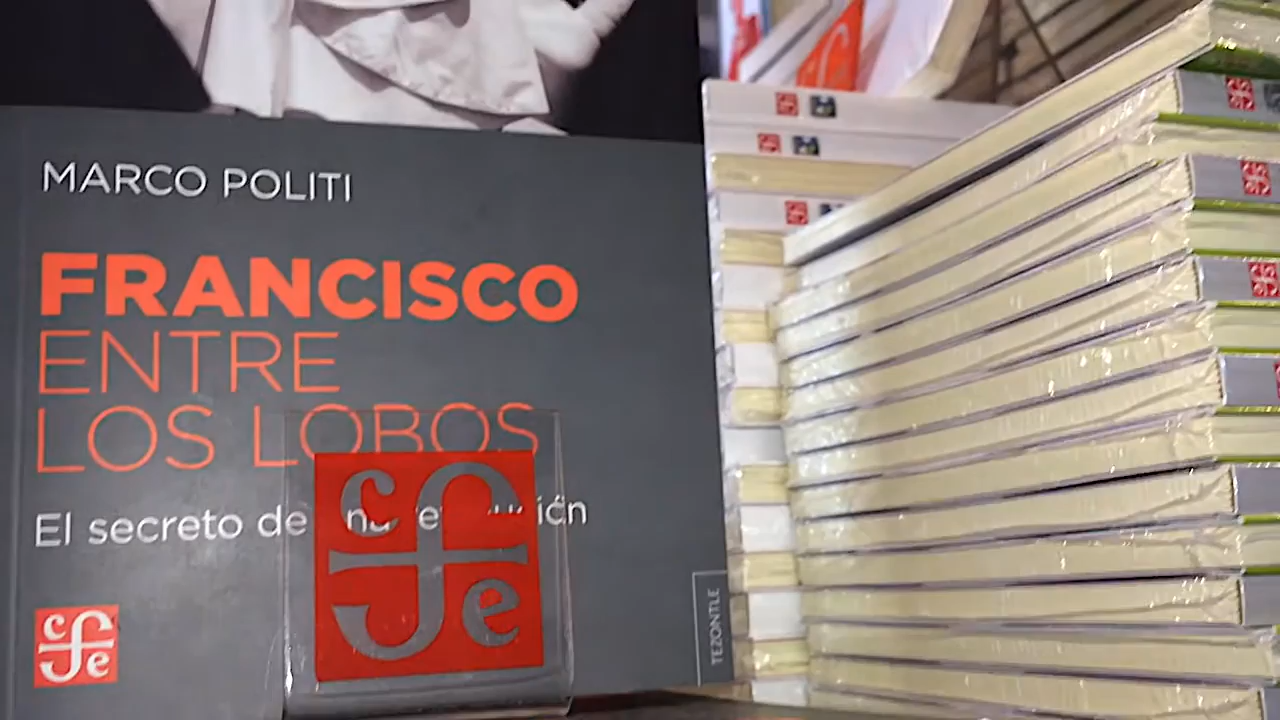 MARCO POLITI
FRANCISCO
ENTRE
LOS LOBOS
El secreto de
cfe
cfe
TEZONTLE